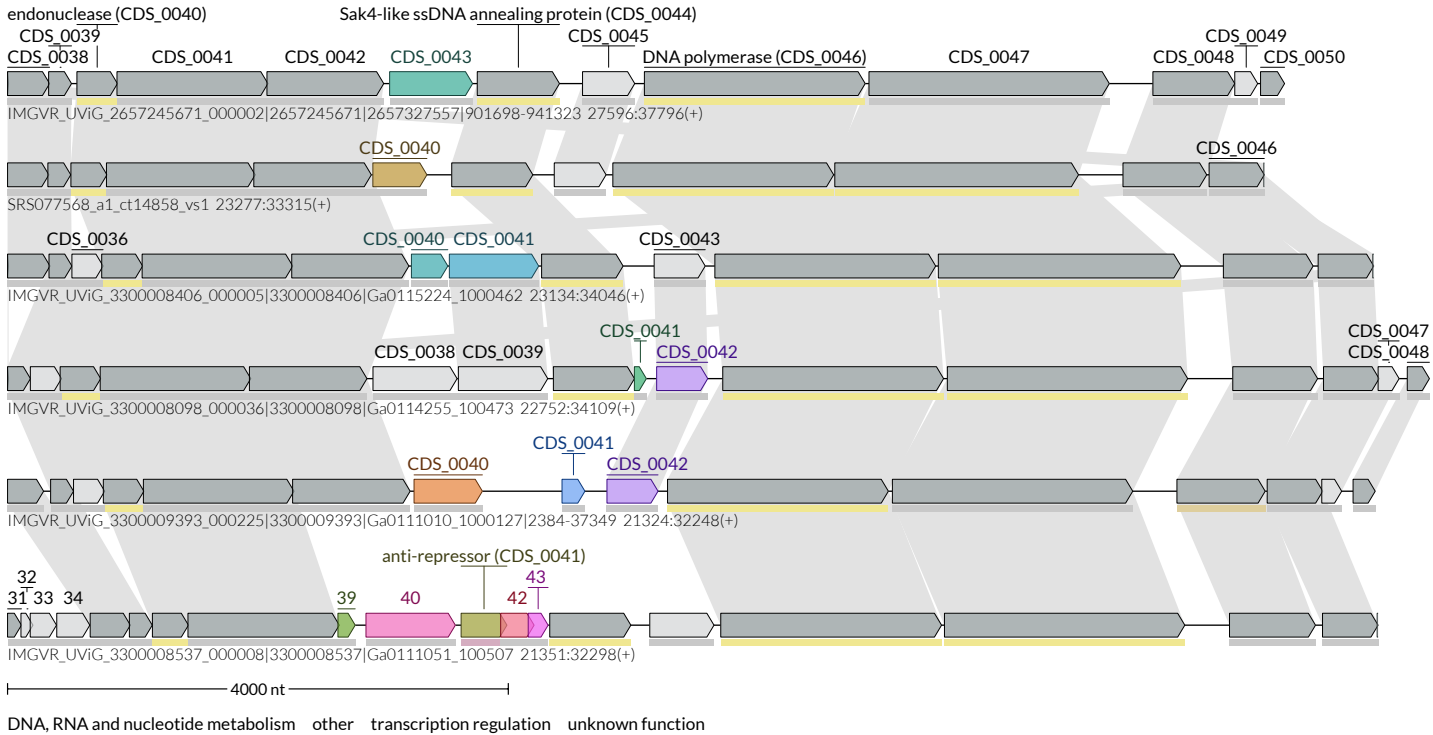 endonuclease (CDS_0040) Sak4-like ssDNA annealing protein (CDS_0044)
CDS_0039 CDS_0045 CDS_0049
CDS_0038 CDS_0041 CDS_0042 CDS_0043 DNA polymerase (CDS_0046) CDS_0047 CDS_0048 CDS_0050
IMGVR_UViG_2657245671_000002|2657245671|2657327557|901698-941323 27596:37796(+)
CDS_0040 CDS_0046
SRS077568_a1_ct14858_vs1 23277:33315(+)
CDS_0036 CDS_0040 CDS_0041 CDS_0043
IMGVR_UViG_3300008406_000005|3300008406|Ga0115224_1000462 23134:34046(+)
CDS_0041 CDS_0047
CDS_0038 CDS_0039 CDS_0042 CDS_0048
IMGVR_UViG_3300008098_000036|3300008098|Ga0114255_100473 22752:34109(+)
CDS_0041
CDS_0040 CDS_0042
IMGVR_UViG_3300009393_000225|3300009393|Ga0111010_1000127|2384-37349 21324:32248(+)
anti-repressor (CDS_0041)
32 43
31 33 34 39 40 42
IMGVR_UViG_3300008537_000008|3300008537|Ga0111051_100507 21351:32298(+)
4000 nt
DNA, RNA and nucleotide metabolism other transcription regulation unknown function